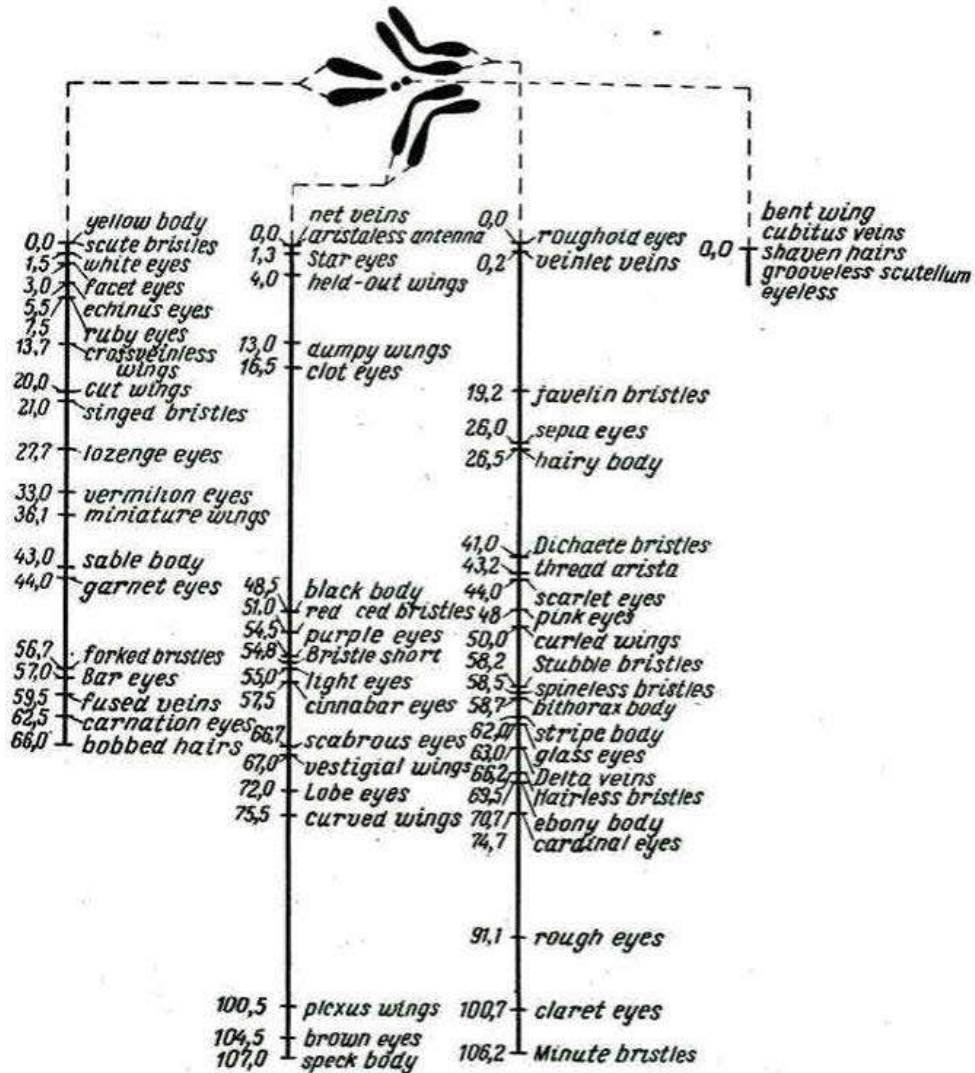 yellow body
0,0 scute bristles
1,5 white eyes
3,0 facet eyes
5,5 echinus eyes
7,5 ruby eyes
13,7 crossveinless
wings
20,0 cut wings
21,0 singed bristles
27,7 lozenge eyes
33,0 vermilion eyes
36,1 miniature wings
43,0 sable body
44,0 garnet eyes
56,7 forked bristles
57,0 Bar eyes
59,5 fused veins
62,5 carnation eyes
66,0 bobbed hairs
net veins
0,0 aristaless antenna
1,3 Star eyes
4,0 held-out wings
13,0 dumpy wings
16,5 clot eyes
48,5 black body
51,0 red ced bristles
54,5 purple eyes
54,8 Bristle short
55,0 light eyes
57,5 cinnabar eyes
66,7 scabrous eyes
67,0 vestigial wings
72,0 Lobe eyes
75,5 curved wings
100,5 plexus wings
104,5 brown eyes
107,0 speck body
0,0 roughoid eyes
0,2 veinlet veins
19,2 javelin bristles
26,0 sepia eyes
26,5 hairy body
41,0 Dichaete bristles
43,2 thread arista
44,0 scarlet eyes
48 pink eyes
50,0 curled wings
58,2 Stubble bristles
58,5 spineless bristles
58,7 bithorax body
62,0 stripe body
63,0 glass eyes
66,2 Delta veins
69,5 Hairless bristles
70,7 ebony body
74,7 cardinal eyes
91,1 rough eyes
100,7 claret eyes
106,2 Minute bristles
bent wing
cubitus veins
0,0 shaven hairs
grooveless scutellum
eyeless